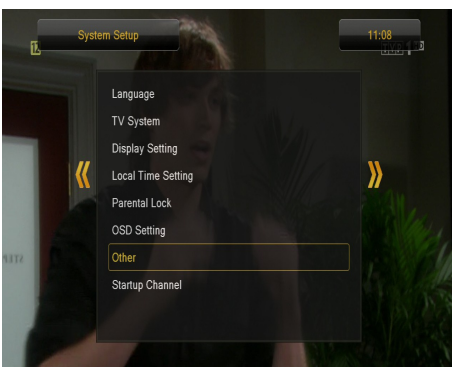 System Setup
11:08
Language
TV System
Display Setting
Local Time Setting
Parental Lock
OSD Setting
Other
Startup Channel